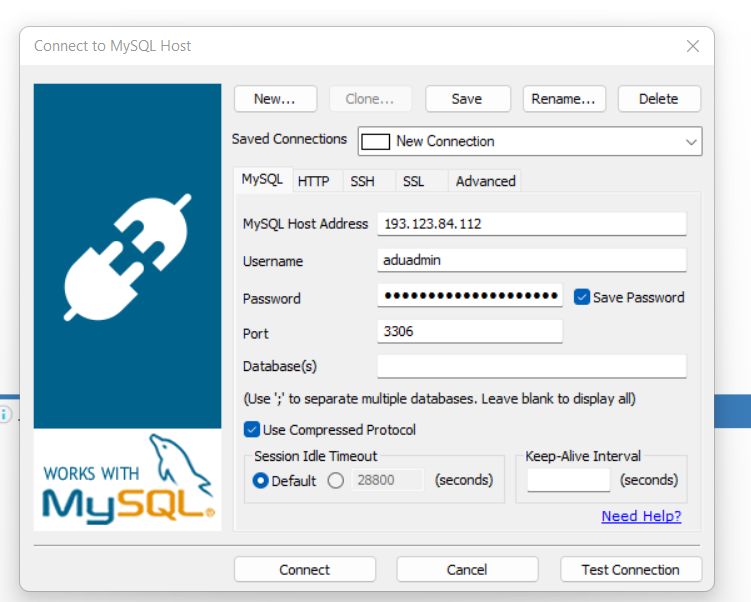 Connect to MySQL Host
New...
Clone...
Save
Rename...
Delete
Saved Connections
New Connection
MySQL
HTTP
SSH
SSL
Advanced
MySQL Host Address
193.123.84.112
Username
aduadmin
Password
Save Password
Port
3306
Database(s)
(Use ';' to separate multiple databases. Leave blank to display all)
Use Compressed Protocol
Session Idle Timeout
Default
28800
(seconds)
Keep-Alive Interval
(seconds)
Need Help?
WORKS WITH
MySQL®
Connect
Cancel
Test Connection